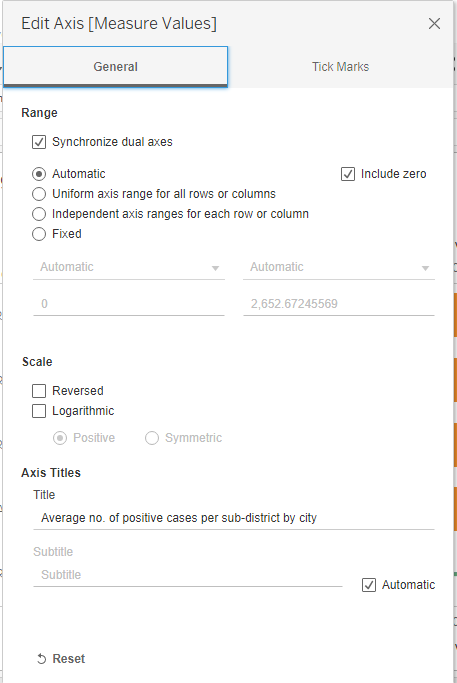 Edit Axis [Measure Values]
General
Tick Marks
Range
Synchronize dual axes
Automatic
Include zero
Uniform axis range for all rows or columns
Independent axis ranges for each row or column
Fixed
Automatic
Automatic
0
2,652.67245569
Scale
Reversed
Logarithmic
Positive
Symmetric
Axis Titles
Title
Average no. of positive cases per sub-district by city
Subtitle
Subtitle
Automatic
Reset